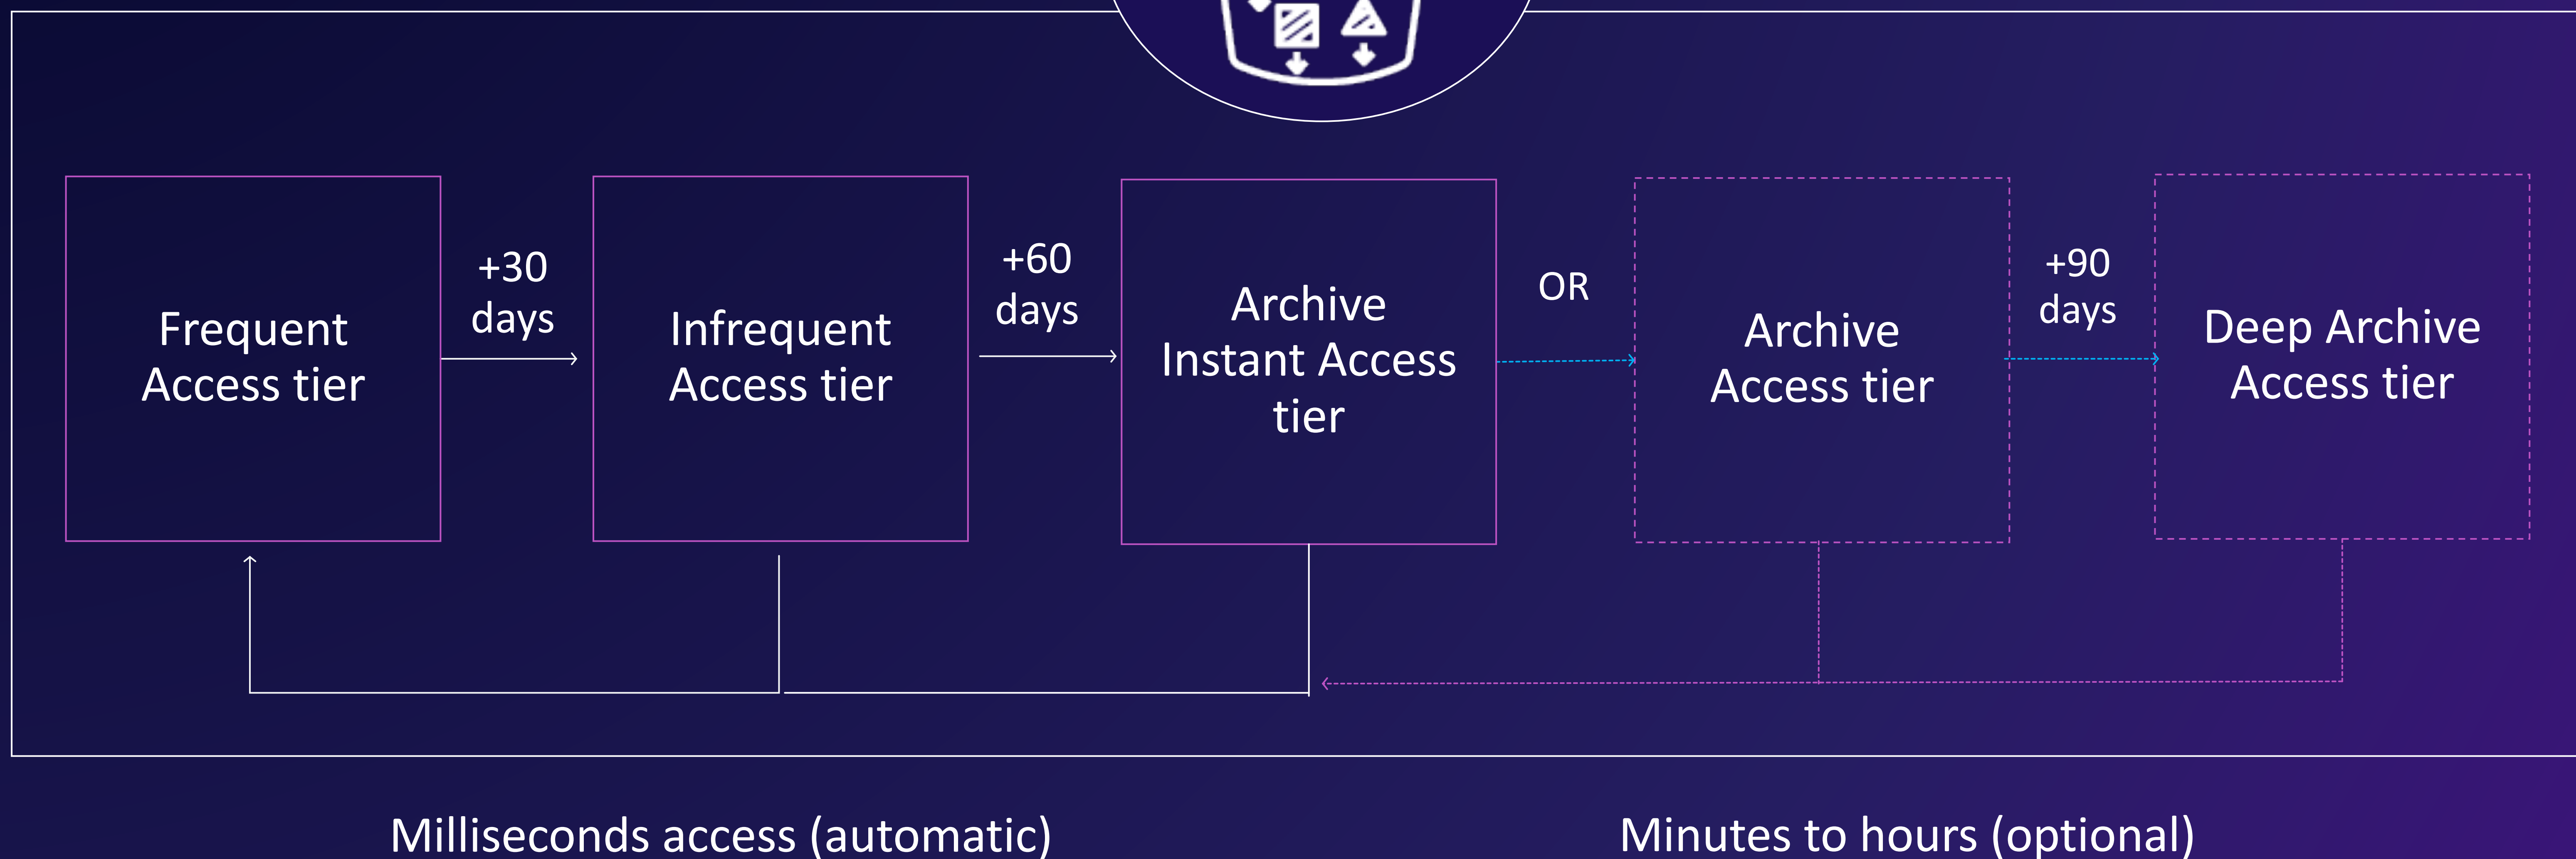 Frequent
Access tier
+30
days
Infrequent
Access tier
+60
days
Archive
Instant Access
tier
OR
Archive
Access tier
+90
days
Deep Archive
Access tier
Milliseconds access (automatic)
Minutes to hours (optional)